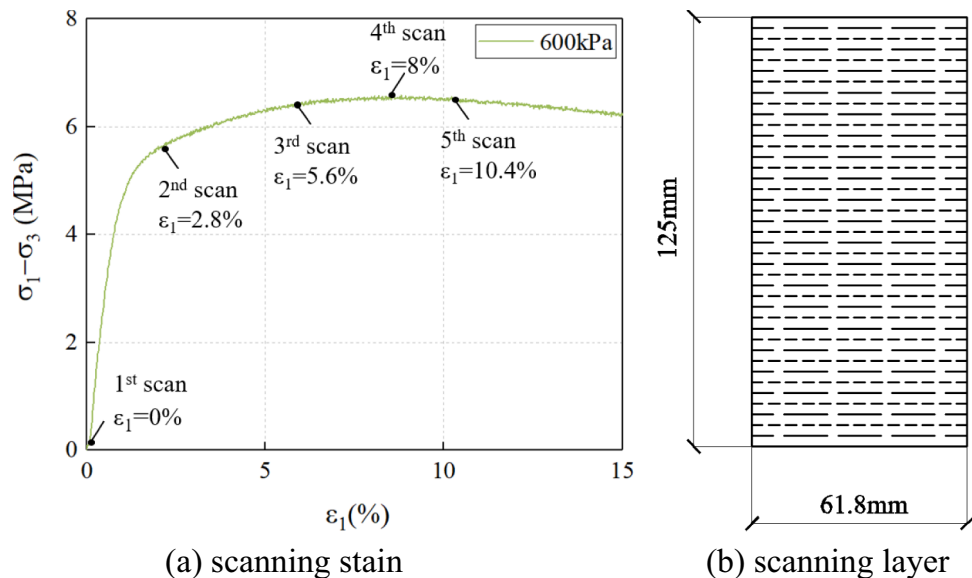 8
6
4
2
0
σ₁−σ₃ (MPa)
600kPa
4ᵗʰ scan
ε₁=8%
3ʳᵈ scan
ε₁=5.6%
5ᵗʰ scan
ε₁=10.4%
2ⁿᵈ scan
ε₁=2.8%
1ˢᵗ scan
ε₁=0%
0 5 10 15
ε₁(%)
(a) scanning stain
125mm
61.8mm
(b) scanning layer